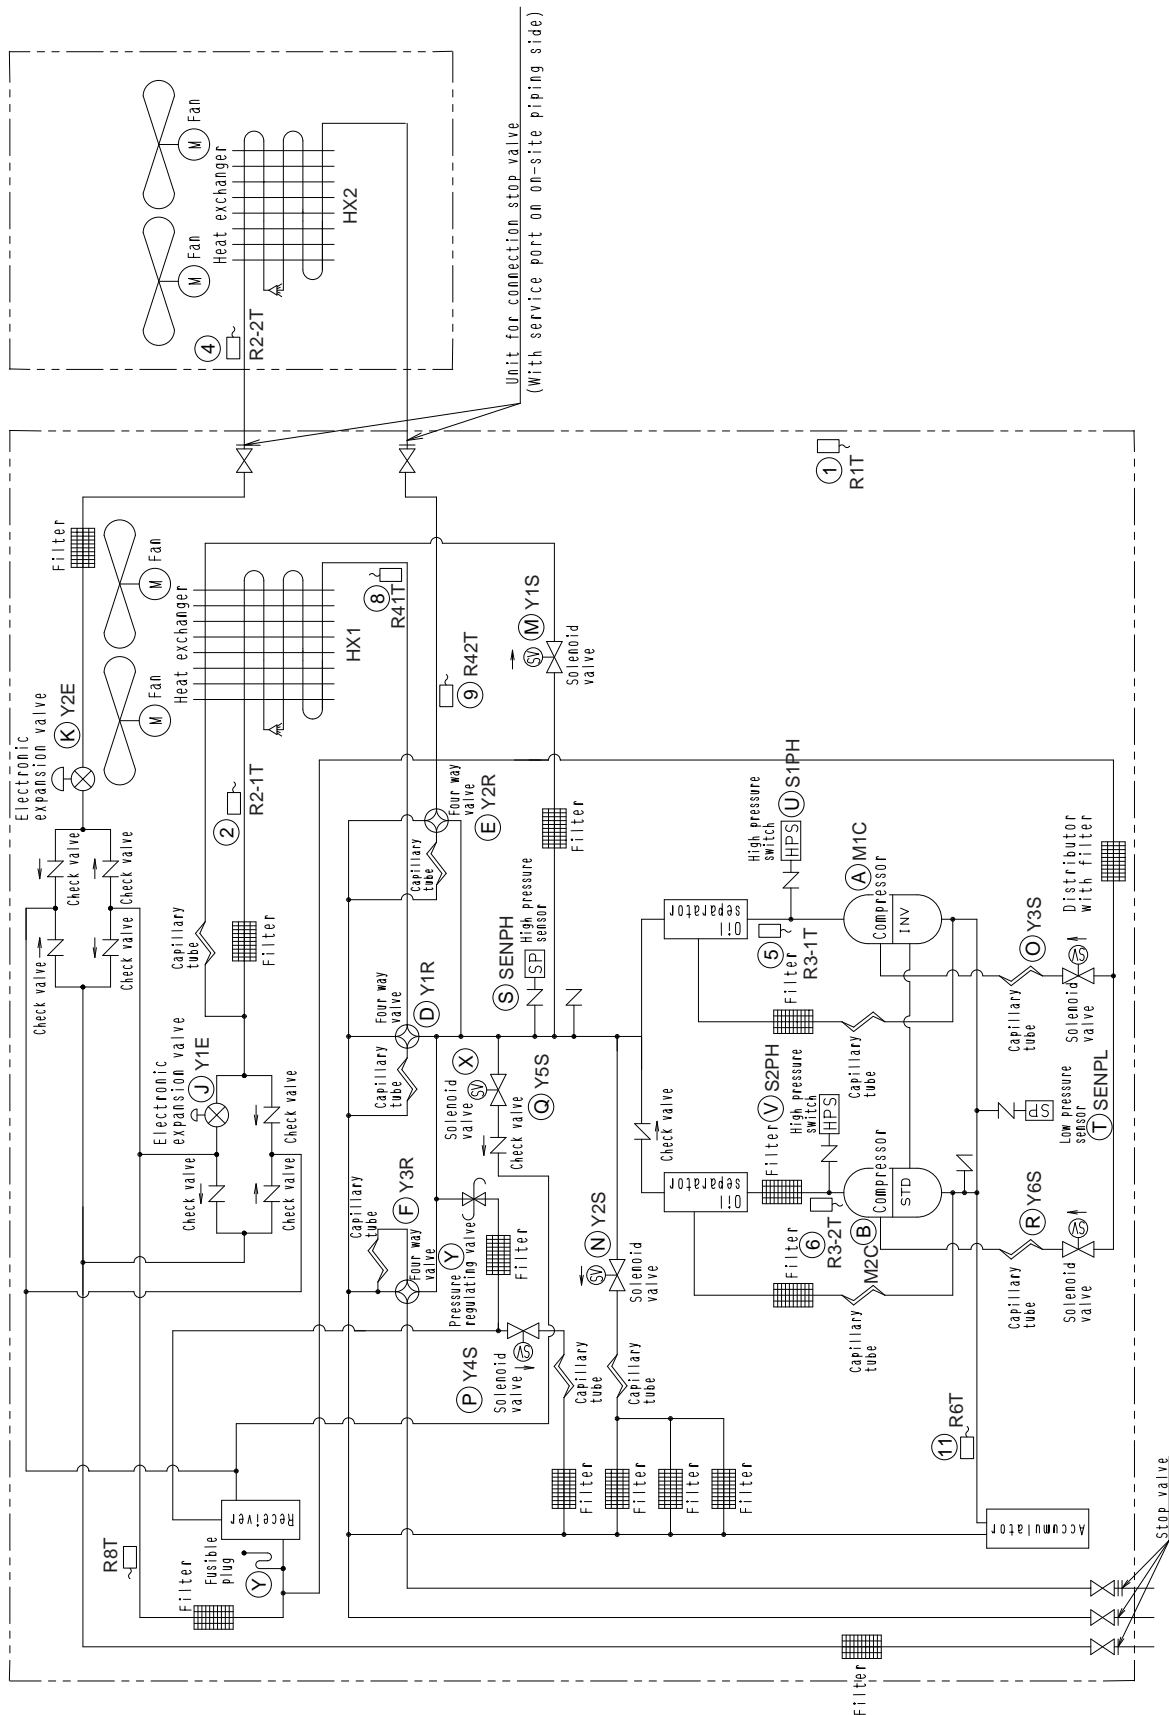 Unit for connection stop valve
(With service port on on-site piping side)
M
Fan
M
Fan
Heat exchanger
HX2
4
R2-2T
1
R1T
Filter
M
Fan
M
Fan
Heat exchanger
HX1
8
R41T
9 R42T
M Y1S
SV
Solenoid
valve
Electronic
expansion valve
K Y2E
Check valve
Check valve
Check valve
Check valve
2
R2-1T
Capillary
tube
Filter
Electronic
expansion valve
J Y1E
Check valve
Check valve
Check valve
Four way
valve
E Y2R
Capillary
tube
Filter
Four way
valve
D Y1R
Capillary
tube
S SENPH
High pressure
sensor
SP
X
Solenoid
valve
SV
Q Y5S
Check valve
F Y3R
Capillary
tube
Four way
valve
Y
Pressure
regulating valve
Filter
P Y4S
Solenoid
valve
SV
Capillary
tube
N Y2S
SV
Solenoid
valve
Capillary
tube
Filter
Filter
Filter
Filter
High pressure
switch
U S1PH
HPS
Oil
separator
5
R3-1T
A M1C
Compressor
INV
Filter
Capillary
tube
Check valve
Oil
separator
Filter
V S2PH
High pressure
switch
HPS
6
R3-2T
B
M2C
Compressor
STD
Filter
Capillary
tube
O Y3S
Capillary
tube
Solenoid
valve
SV
Distributor
with filter
Low pressure
sensor
SP
T SENPL
R Y6S
Capillary
tube
Solenoid
valve
SV
11 R6T
Accumulator
Receiver
Fusible
plug
Y
R8T
Filter
Filter
Stop valve